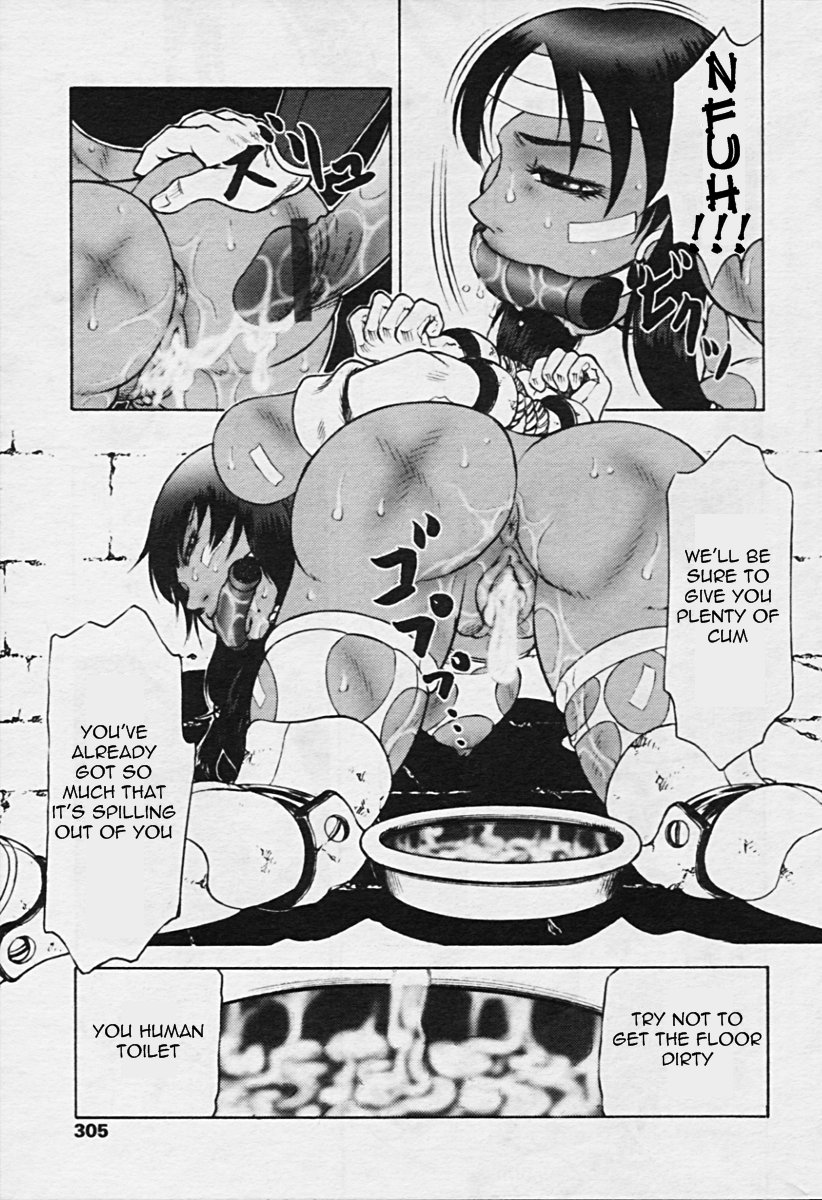 NFUH!!!
ビクン
ズリュ
WE'LL BE
SURE TO
GIVE YOU
PLENTY OF
CUM
ゴププ…
YOU'VE
ALREADY
GOT SO
MUCH THAT
IT'S SPILLING
OUT OF YOU
TRY NOT TO
GET THE FLOOR
DIRTY
YOU HUMAN
TOILET
305